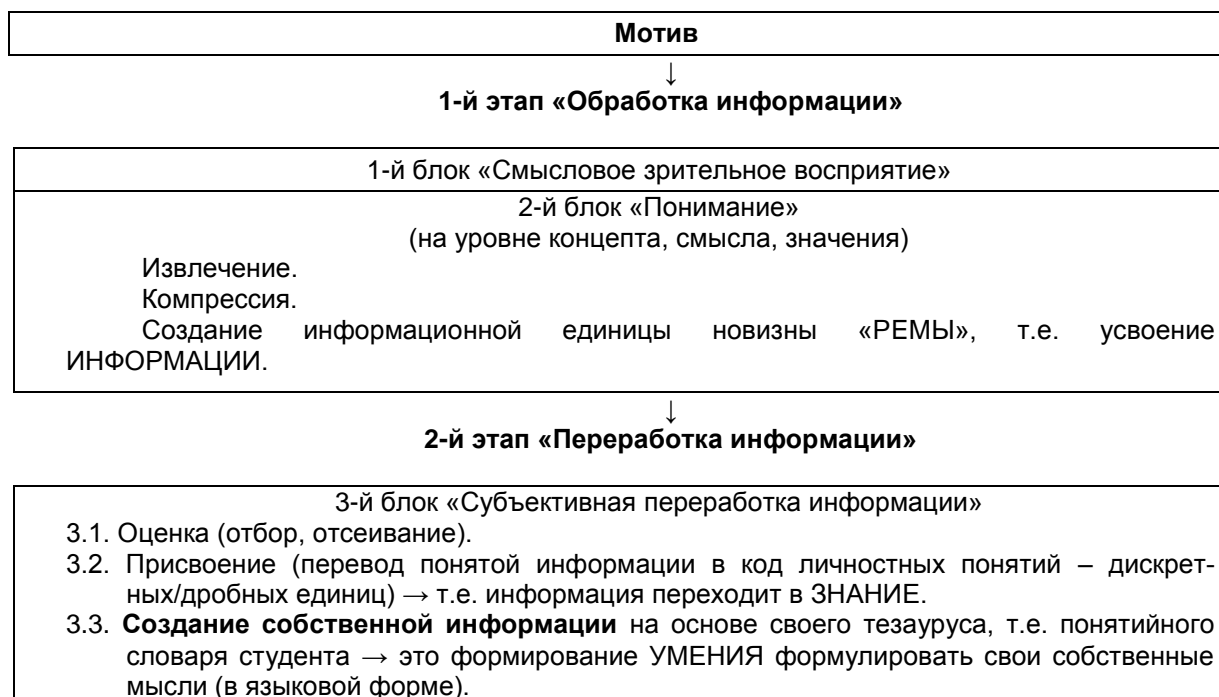 Мотив
↓
1-й этап «Обработка информации»
1-й блок «Смысловое зрительное восприятие»
2-й блок «Понимание»
(на уровне концепта, смысла, значения)
Извлечение.
Компрессия.
Создание информационной единицы новизны «РЕМЫ», т.е. усвоение
ИНФОРМАЦИИ.
↓
2-й этап «Переработка информации»
3-й блок «Субъективная переработка информации»
3.1. Оценка (отбор, отсеивание).
3.2. Присвоение (перевод понятой информации в код личностных понятий – дискрет-
ных/дробных единиц) → т.е. информация переходит в ЗНАНИЕ.
3.3. Создание собственной информации на основе своего тезауруса, т.е. понятийного
словаря студента → это формирование УМЕНИЯ формулировать свои собственные
мысли (в языковой форме).